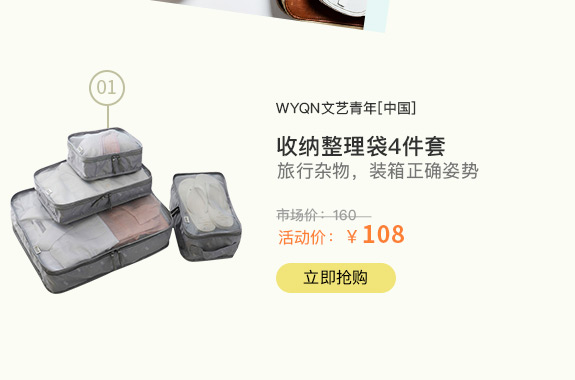 01
WYQN文艺青年[中国]
收纳整理袋4件套
旅行杂物，装箱正确姿势
市场价：160
活动价：￥108
立即抢购